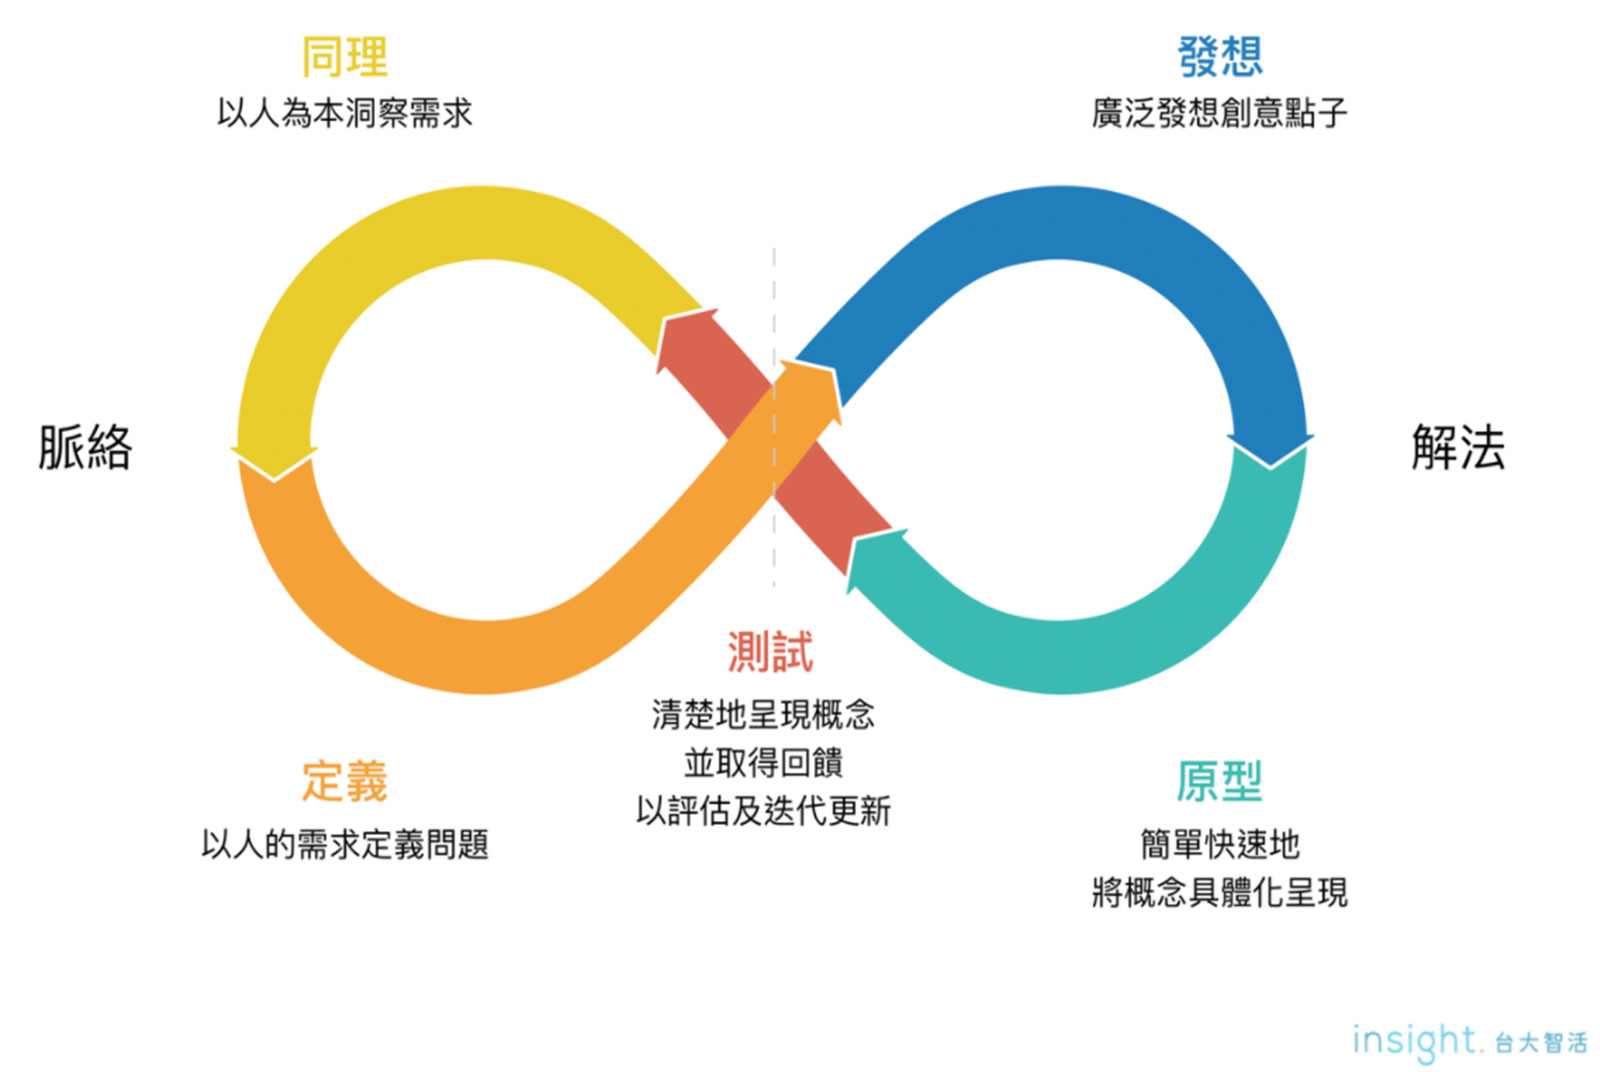 同理
以人為本洞察需求
發想
廣泛發想創意點子
脈絡
解法
測試
清楚地呈現概念
並取得回饋
以評估及迭代更新
定義
以人的需求定義問題
原型
簡單快速地
將概念具體化呈現
insight. 台大智活